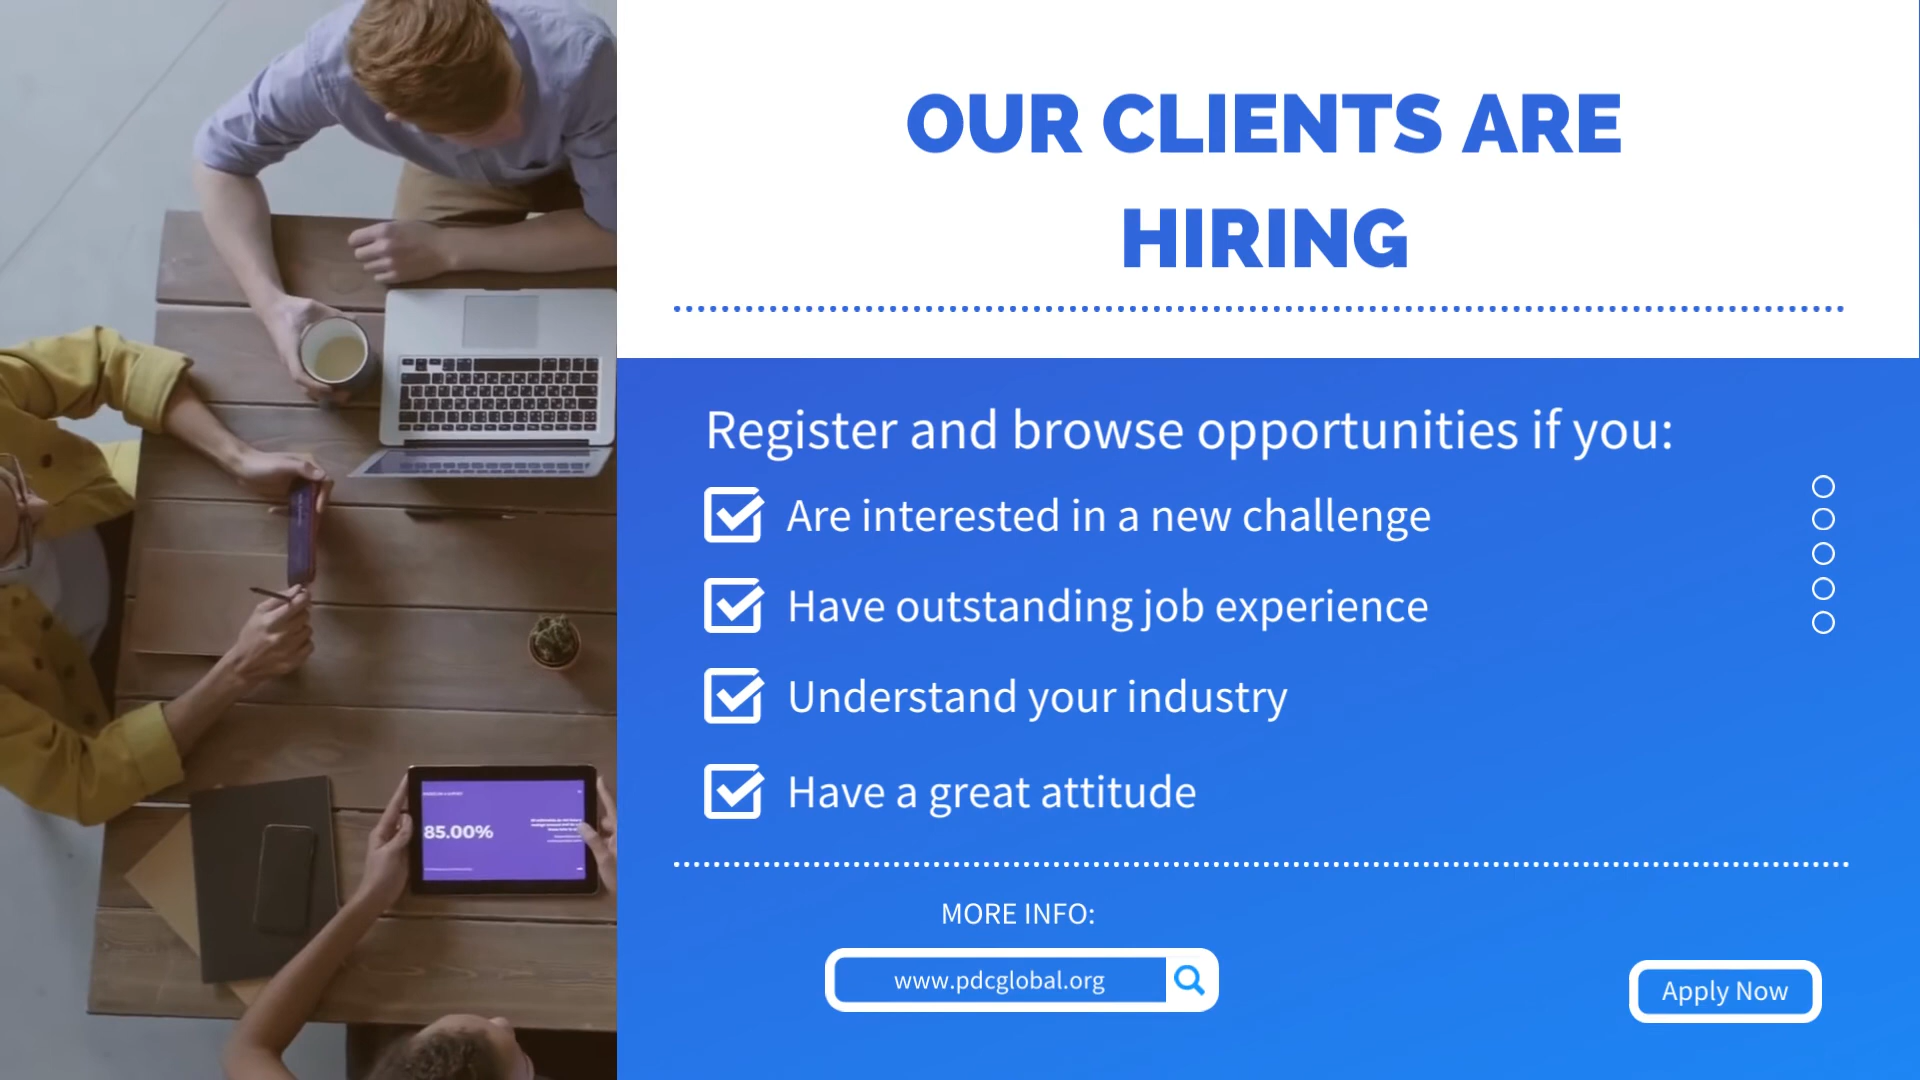 OUR CLIENTS ARE
HIRING
Register and browse opportunities if you:
Are interested in a new challenge
Have outstanding job experience
Understand your industry
Have a great attitude
MORE INFO:
www.pdcglobal.org
Apply Now
85.00%